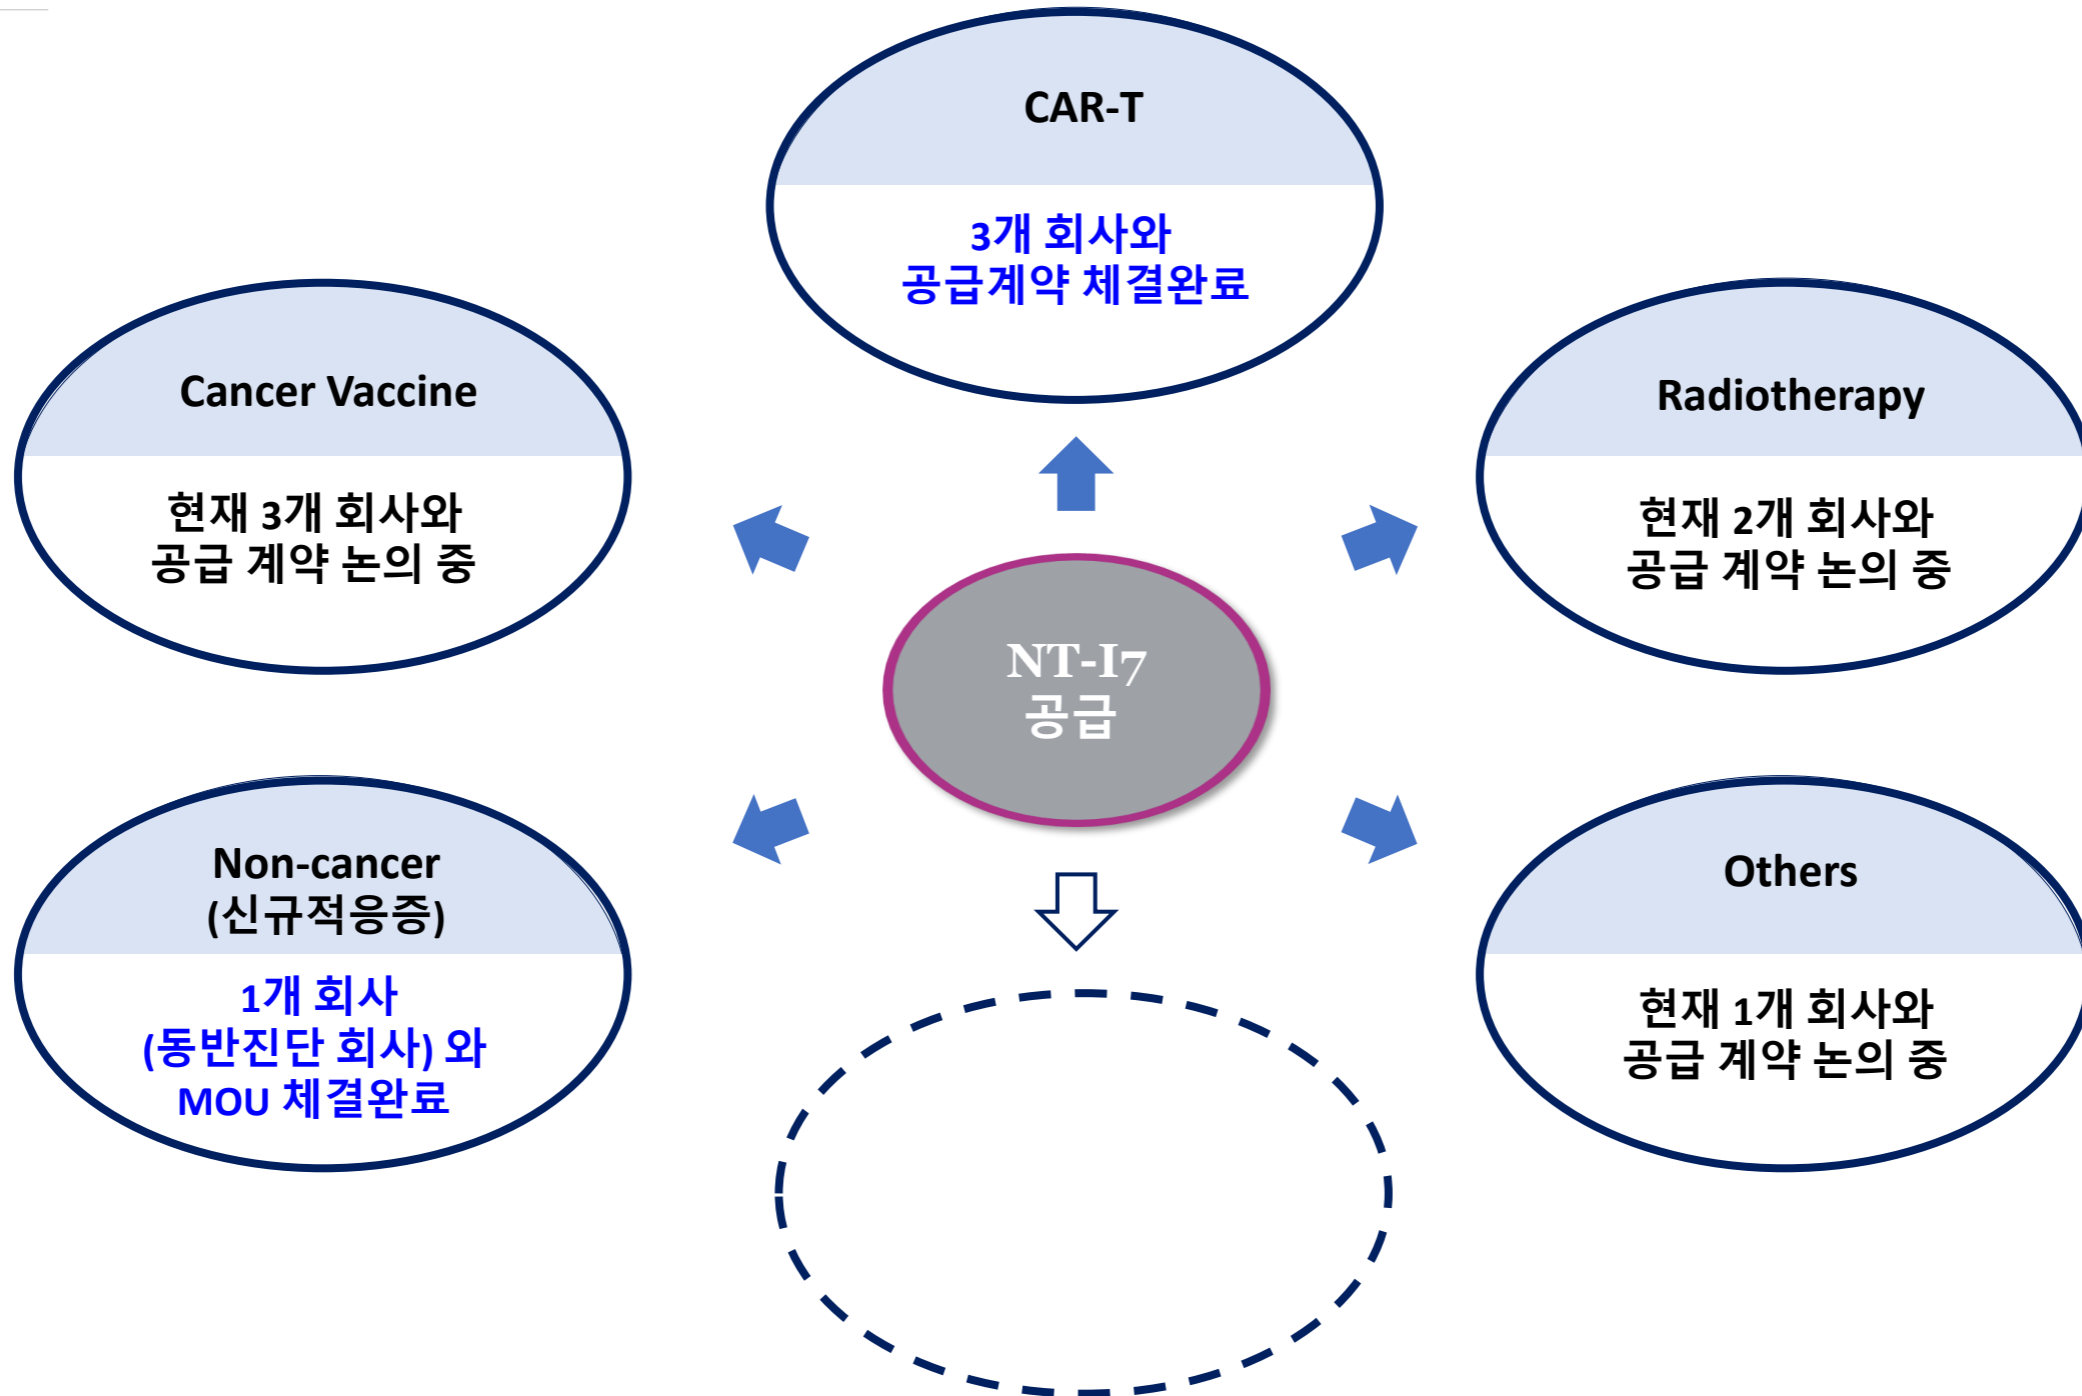 CAR-T
3개 회사와
공급계약 체결완료
Cancer Vaccine
현재 3개 회사와
공급 계약 논의 중
Radiotherapy
현재 2개 회사와
공급 계약 논의 중
NT-I7
공급
Non-cancer
(신규적응증)
1개 회사
(동반진단 회사) 와
MOU 체결완료
Others
현재 1개 회사와
공급 계약 논의 중